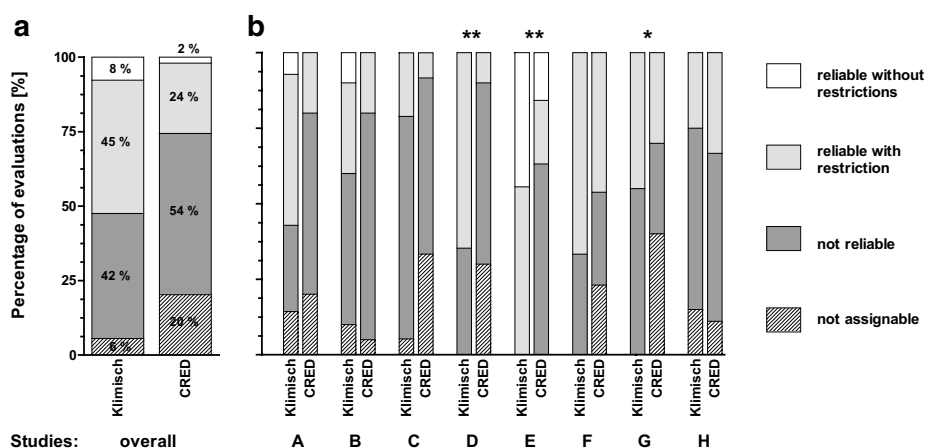 a
b
** ** *
2 %
100
8 %
24 %
45 %
75
54 %
50
42 %
25
20 %
6 %
0
Percentage of evaluations [%]
reliable without
restrictions
reliable with
restriction
not reliable
not assignable
Klimisch CRED
Klimisch CRED Klimisch CRED Klimisch CRED Klimisch CRED Klimisch CRED Klimisch CRED Klimisch CRED Klimisch CRED
Studies: overall A B C D E F G H